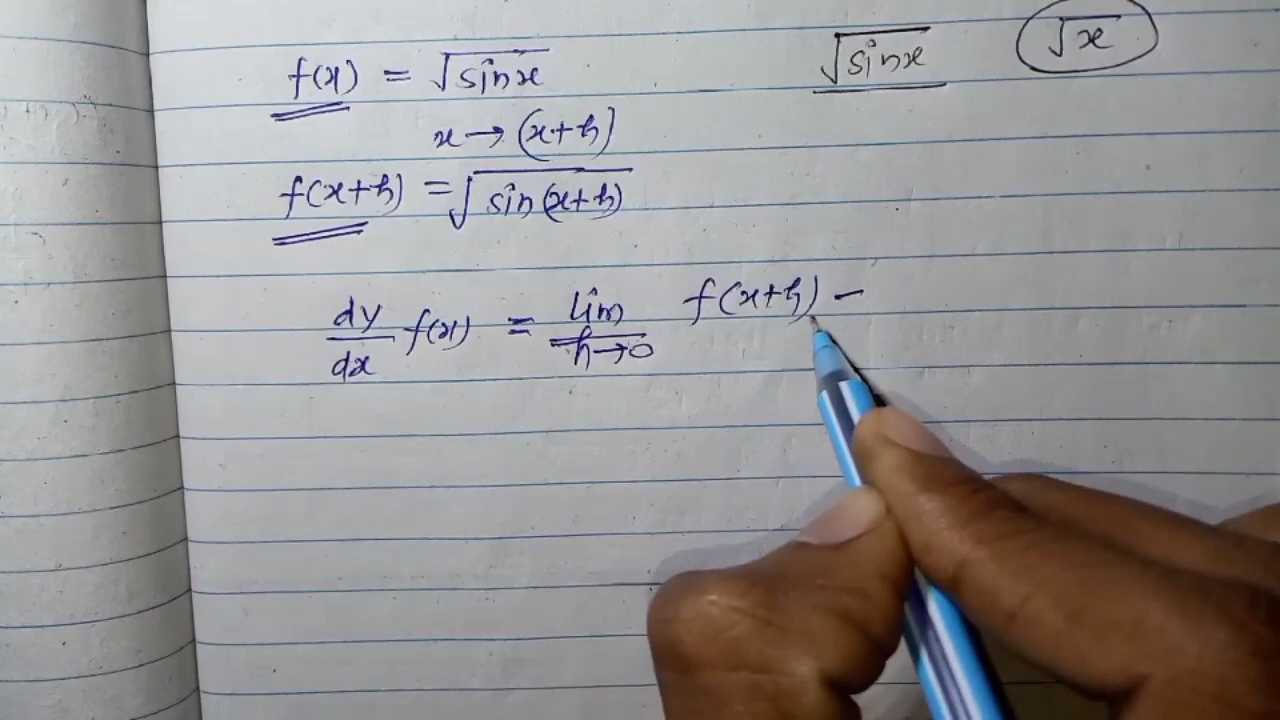 f(x) = √sinx
√sinx √x
x → (x+h)
f(x+h) = √sin(x+h)
dy/dx f(x) = lim h→0 f(x+h) -